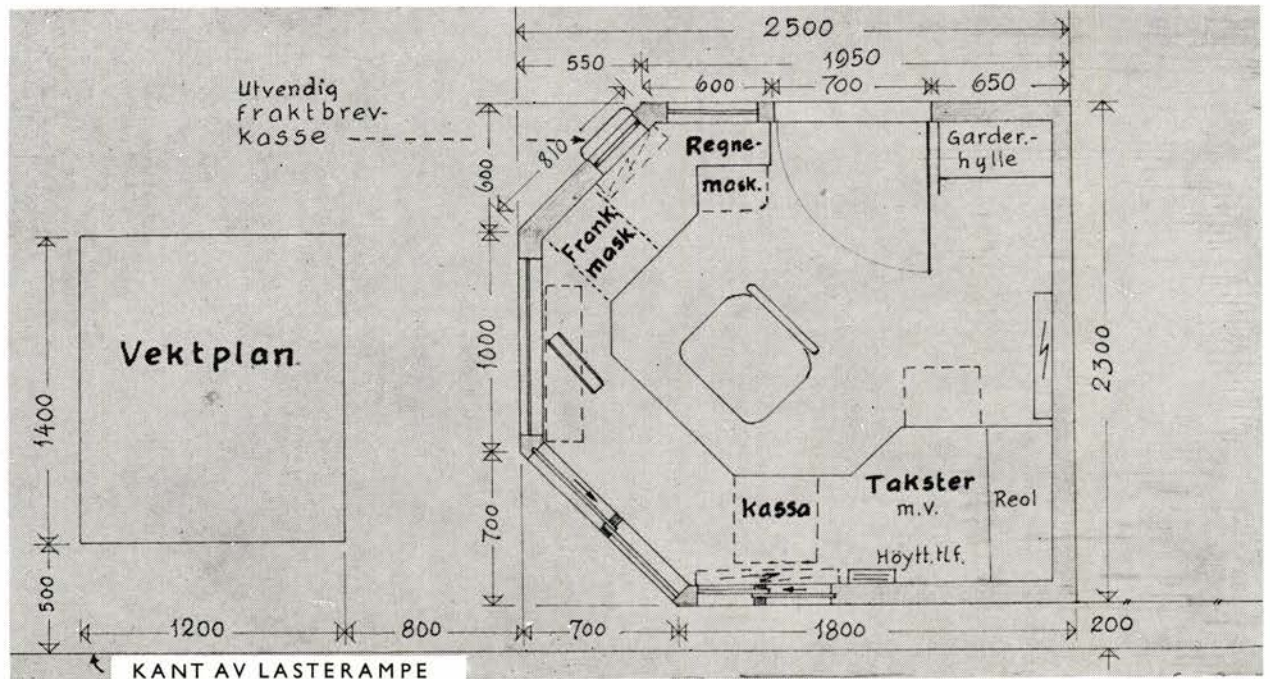 2500
550
1950
600
700
650
Utvendig
fraktbrev-
kasse
810
600
Regne-
mask.
Garder.-
hylle
Frank.
mask.
Vektplan.
1400
1000
2300
Takster
m.v.
Kassa
Reol
Höytt.tlf.
700
500
1200
800
700
1800
200
KANT AV LASTERAMPE